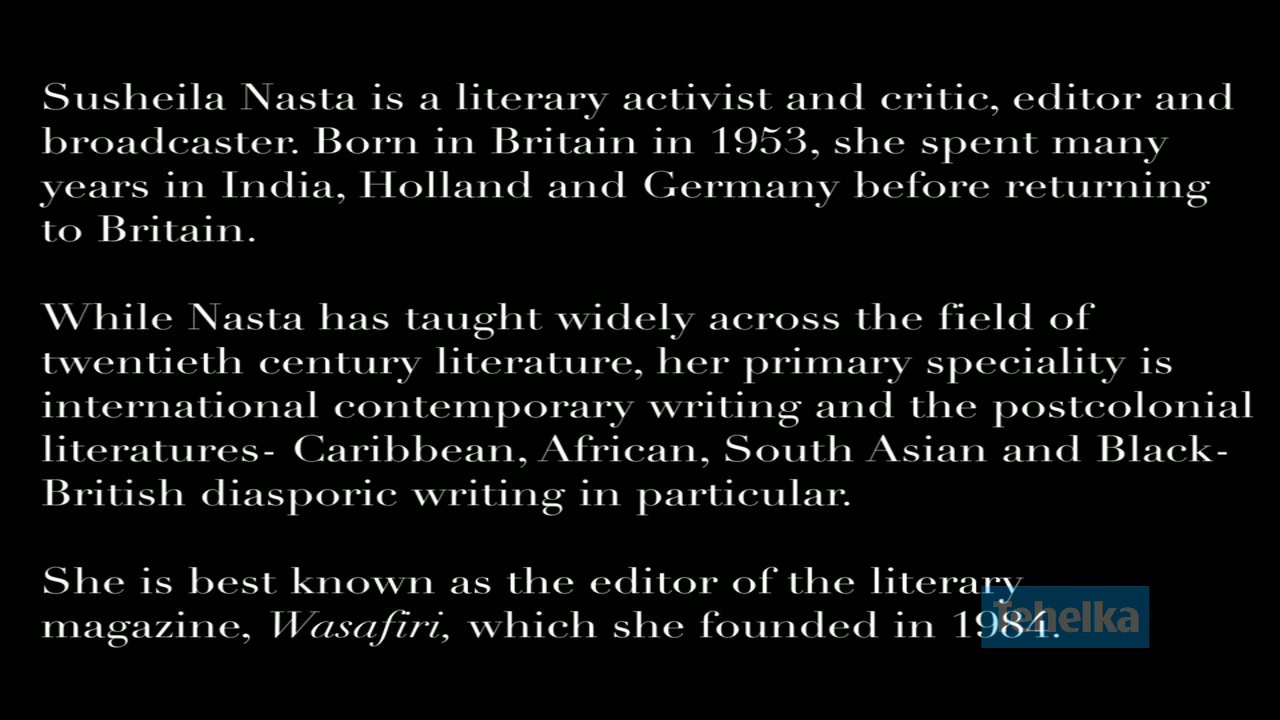 Susheila Nasta is a literary activist and critic, editor and
broadcaster. Born in Britain in 1953, she spent many
years in India, Holland and Germany before returning
to Britain.
While Nasta has taught widely across the field of
twentieth century literature, her primary speciality is
international contemporary writing and the postcolonial
literatures- Caribbean, African, South Asian and Black-
British diasporic writing in particular.
She is best known as the editor of the literary
magazine, Wasafiri, which she founded in 1984.
Tehelka